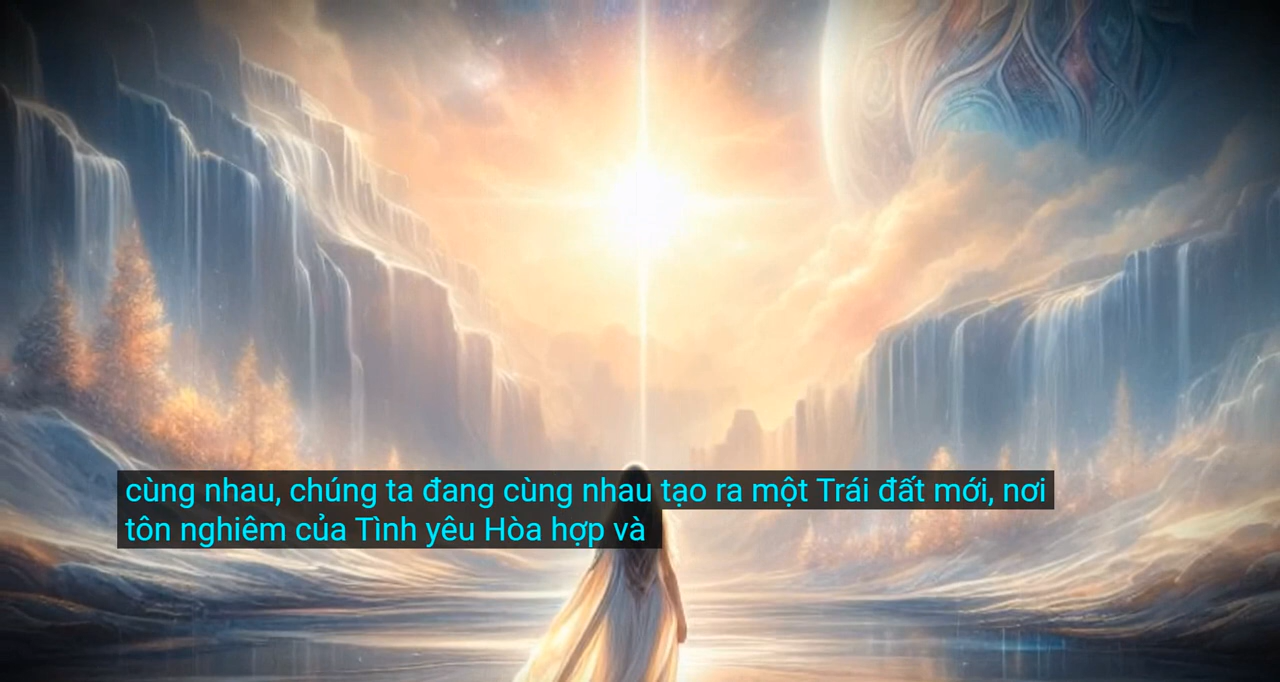 cùng nhau, chúng ta đang cùng nhau tạo ra một Trái đất mới, nơi
tôn nghiêm của Tình yêu Hòa hợp và